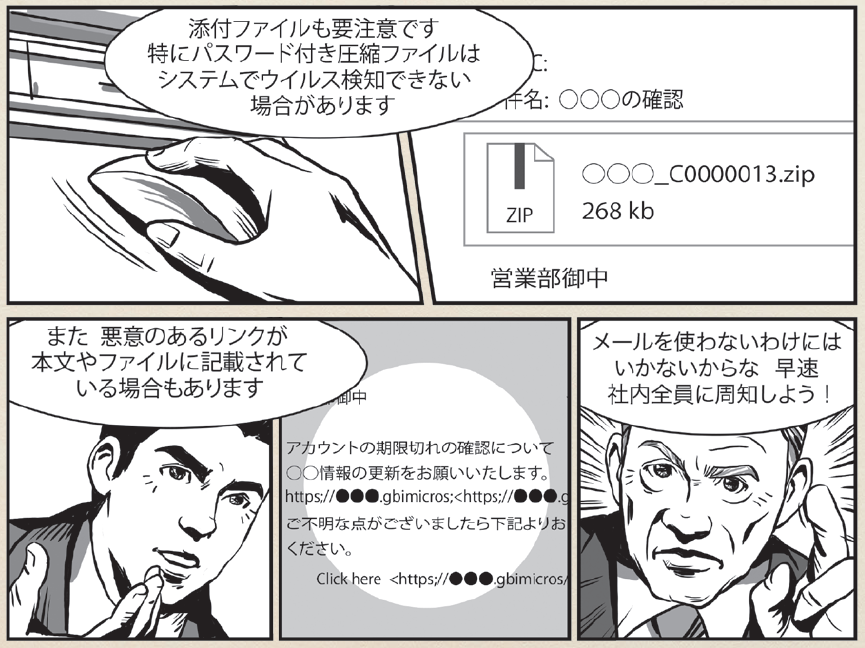 添付ファイルも要注意です
特にパスワード付き圧縮ファイルは
システムでウイルス検知できない
場合があります
C:
件名: ○○○の確認
○○○_C0000013.zip
ZIP
268 kb
営業部御中
また 悪意のあるリンクが
本文やファイルに記載されて
いる場合もあります
御中
アカウントの期限切れの確認について
○○情報の更新をお願いいたします。
https://●●●.gbimicros;<https://●●●.g
ご不明な点がございましたら下記よりお
ください。
Click here <https;//●●●.gbimicros/
メールを使わないわけには
いかないからな 早速
社内全員に周知しよう!